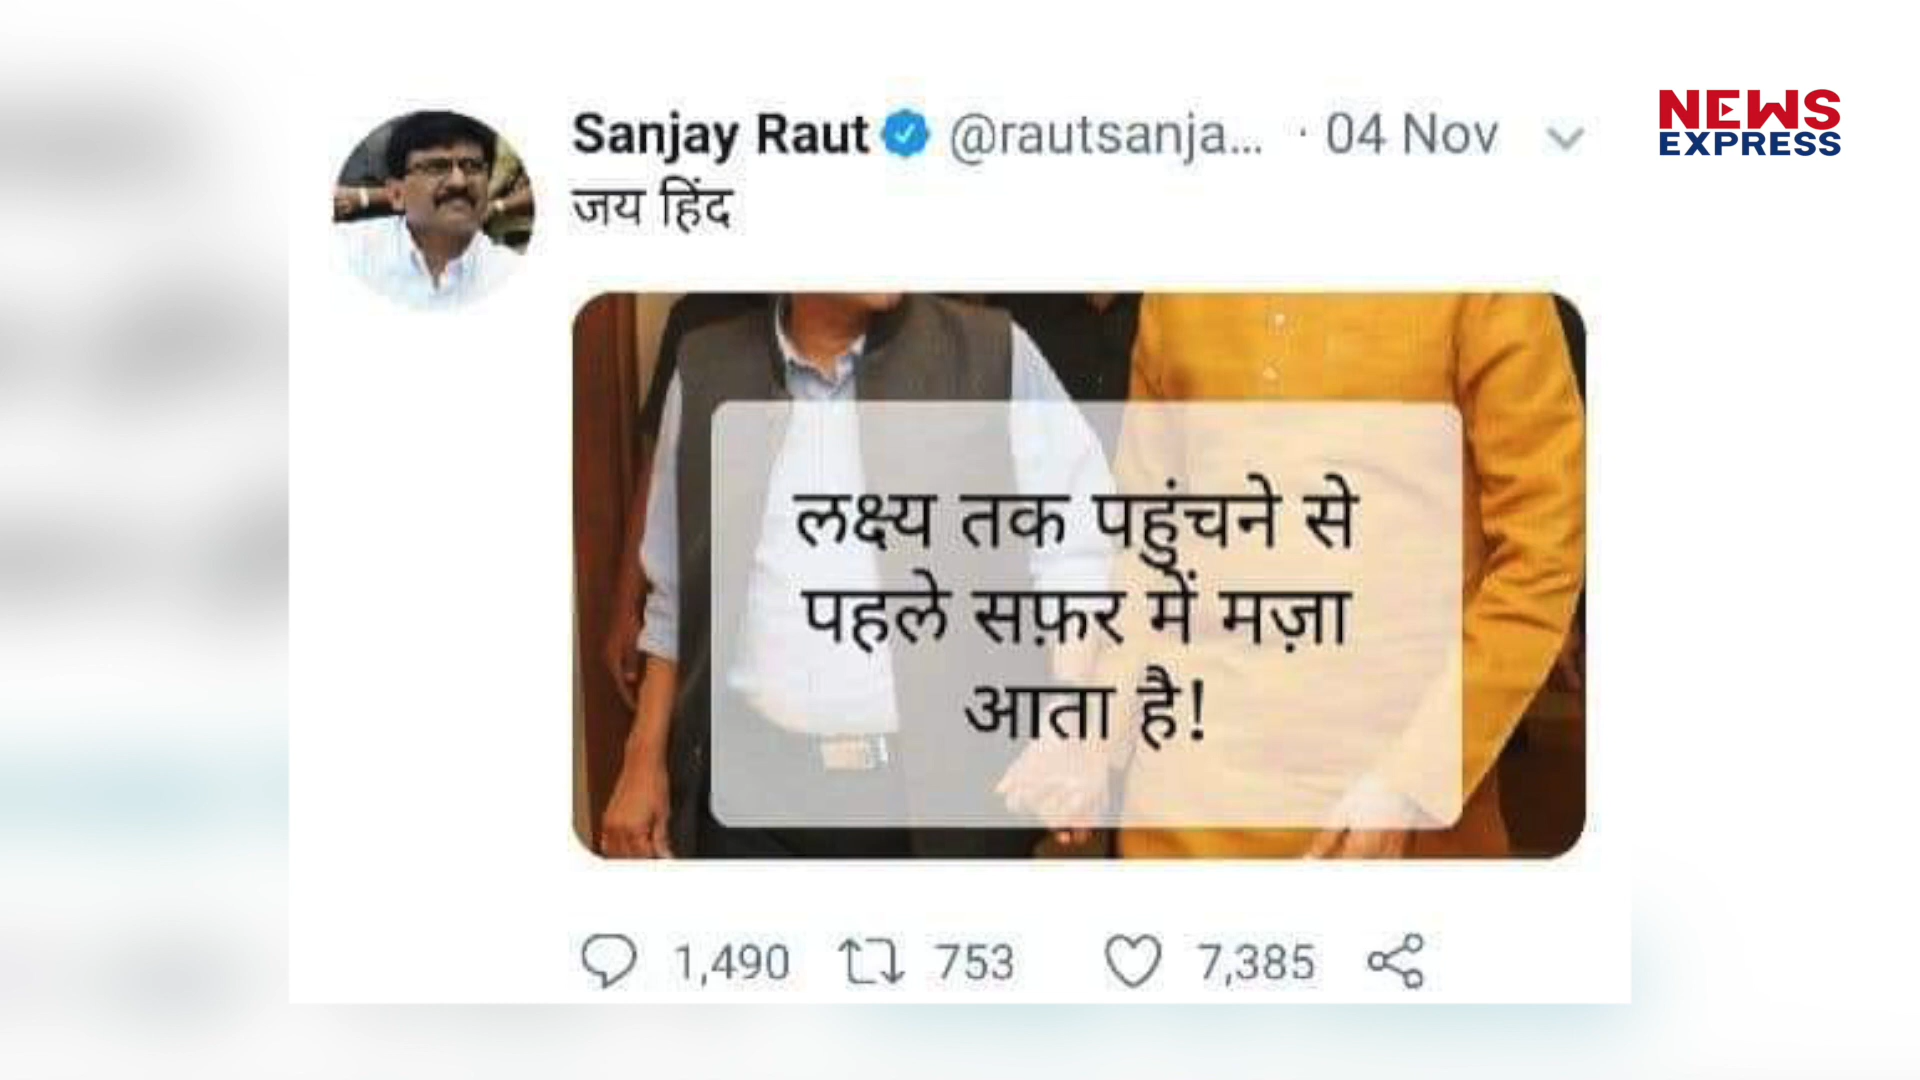 Sanjay Raut @rautsanja... · 04 Nov
NEWS
EXPRESS
जय हिंद
लक्ष्य तक पहुंचने से
पहले सफ़र में मज़ा
आता है!
1,490 753 7,385